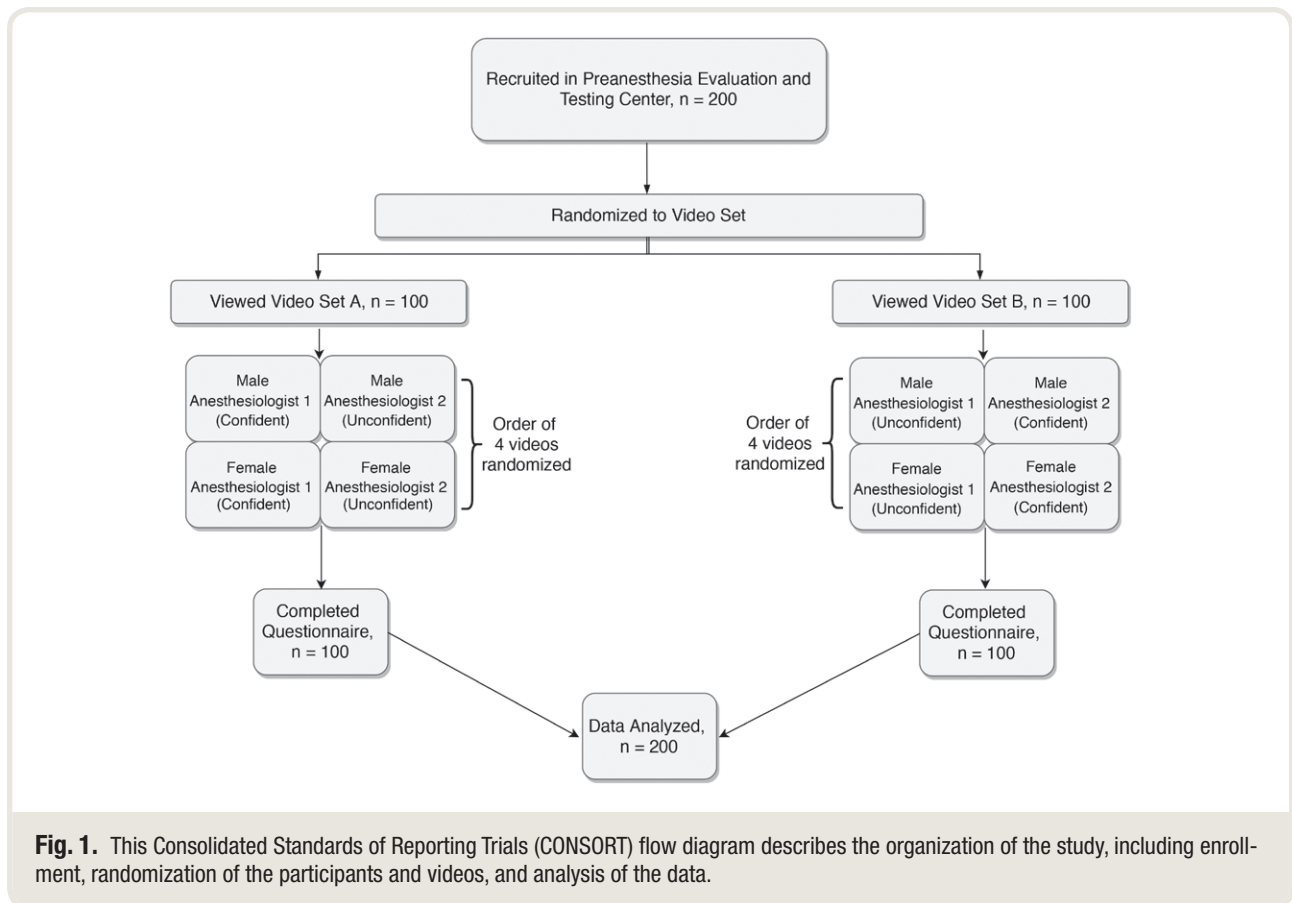 Recruited in Preanesthesia Evaluation and
Testing Center, n = 200
Randomized to Video Set
Viewed Video Set A, n = 100
Viewed Video Set B, n = 100
Male
Anesthesiologist 1
(Confident)
Male
Anesthesiologist 2
(Unconfident)
Female
Anesthesiologist 1
(Confident)
Female
Anesthesiologist 2
(Unconfident)
Order of
4 videos
randomized
Order of
4 videos
randomized
Male
Anesthesiologist 1
(Unconfident)
Male
Anesthesiologist 2
(Confident)
Female
Anesthesiologist 1
(Unconfident)
Female
Anesthesiologist 2
(Confident)
Completed
Questionnaire,
n = 100
Completed
Questionnaire,
n = 100
Data Analyzed,
n = 200
Fig. 1. This Consolidated Standards of Reporting Trials (CONSORT) flow diagram describes the organization of the study, including enroll-
ment, randomization of the participants and videos, and analysis of the data.